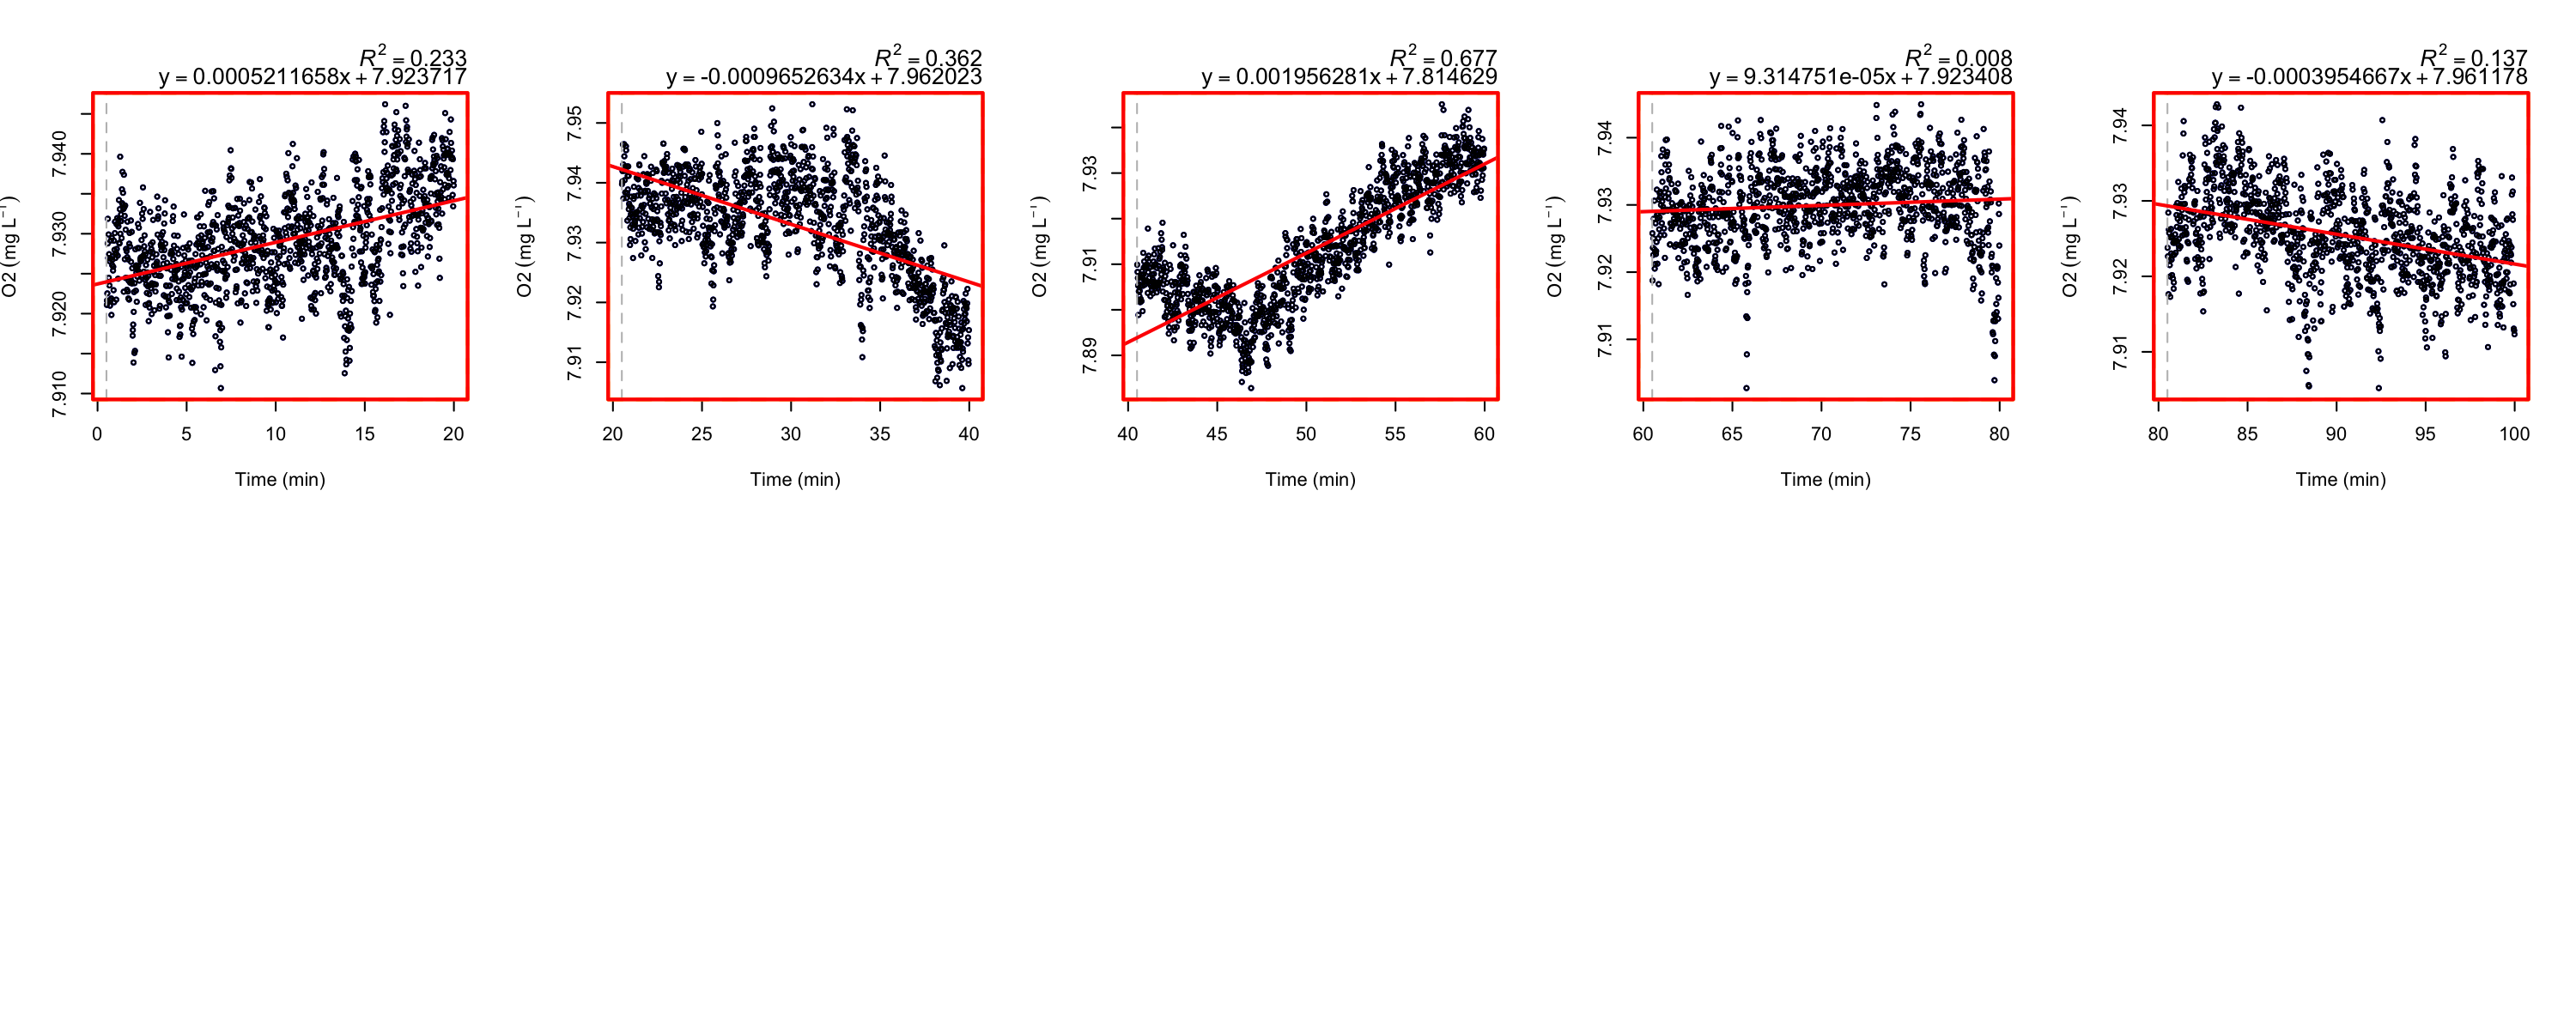 R² = 0.233
y = 0.0005211658x + 7.923717
O2 (mg L⁻¹)
7.910 7.920 7.930 7.940
0 5 10 15 20
Time (min)
R² = 0.362
y = -0.0009652634x + 7.962023
O2 (mg L⁻¹)
7.91 7.92 7.93 7.94 7.95
20 25 30 35 40
Time (min)
R² = 0.677
y = 0.001956281x + 7.814629
O2 (mg L⁻¹)
7.89 7.91 7.93
40 45 50 55 60
Time (min)
R² = 0.008
y = 9.314751e-05x + 7.923408
O2 (mg L⁻¹)
7.91 7.92 7.93 7.94
60 65 70 75 80
Time (min)
R² = 0.137
y = -0.0003954667x + 7.961178
O2 (mg L⁻¹)
7.91 7.92 7.93 7.94
80 85 90 95 100
Time (min)